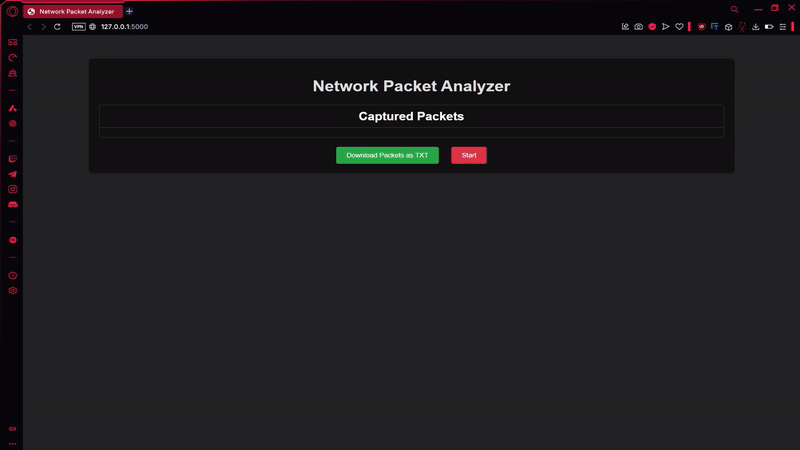 Network Packet Analyzer
VPN
127.0.0.1:5000
Network Packet Analyzer
Captured Packets
Download Packets as TXT
Start
GX